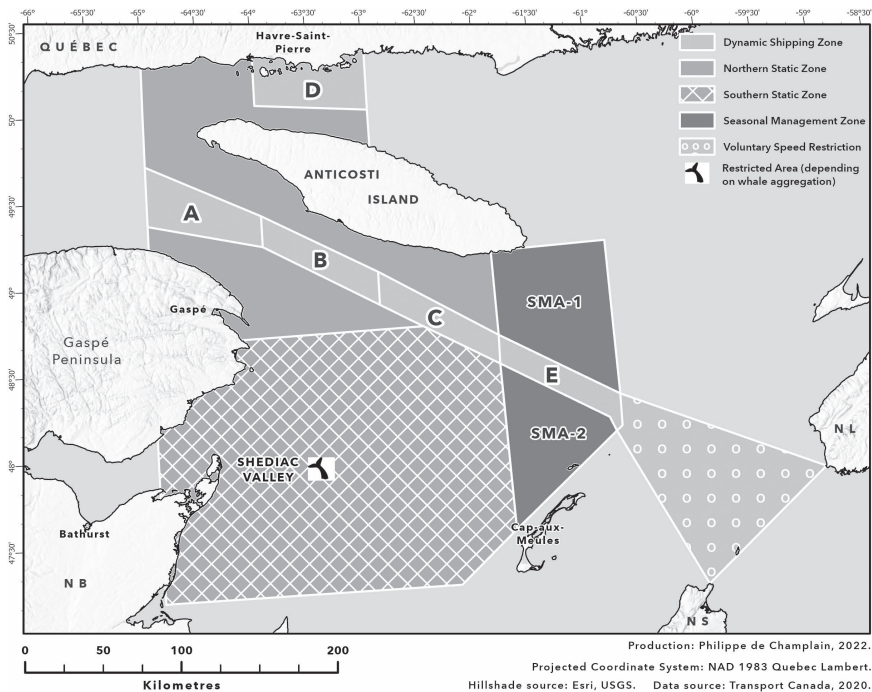 -66° -65°30' -65° -64°30' -64° -63°30' -63° -62°30' -62° -61°30' -61° -60°30' -60° -59°30' -59° -58°30'
50°30'
50°
49°30'
49°
48°30'
48°
47°30'
QUÉBEC
Havre-Saint-
Pierre
D
ANTICOSTI
ISLAND
A
B
C
E
SMA-1
SMA-2
Gaspé
Gaspé
Peninsula
SHEDIAC
VALLEY
Cap-aux-
Meules
Bathurst
NB
NL
NS
Dynamic Shipping Zone
Northern Static Zone
Southern Static Zone
Seasonal Management Zone
Voluntary Speed Restriction
Restricted Area (depending
on whale aggregation)
0 50 100 200
Kilometres
Production: Philippe de Champlain, 2022.
Projected Coordinate System: NAD 1983 Quebec Lambert.
Hillshade source: Esri, USGS. Data source: Transport Canada, 2020.